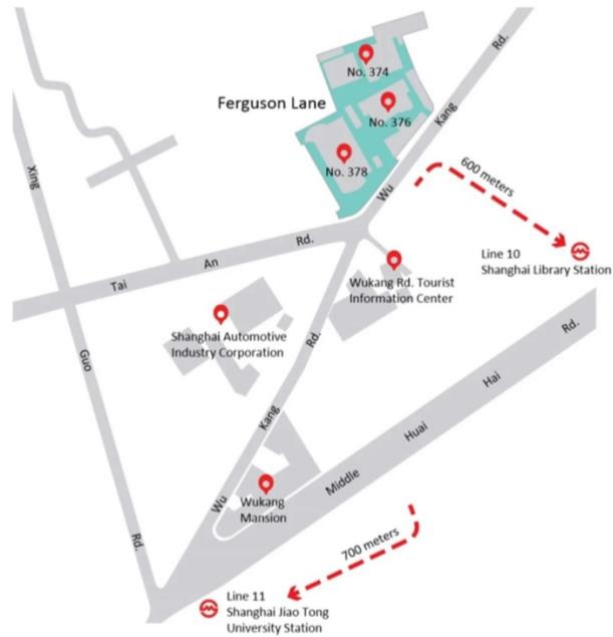 No. 374
No. 376
No. 378
Ferguson Lane
Wu Kang Rd.
600 meters
Line 10
Shanghai Library Station
Xing Guo Rd.
Tai An Rd.
Wukang Rd. Tourist
Information Center
Shanghai Automotive
Industry Corporation
Wu Kang Rd.
Middle Huai Hai Rd.
Wukang
Mansion
700 meters
Line 11
Shanghai Jiao Tong
University Station